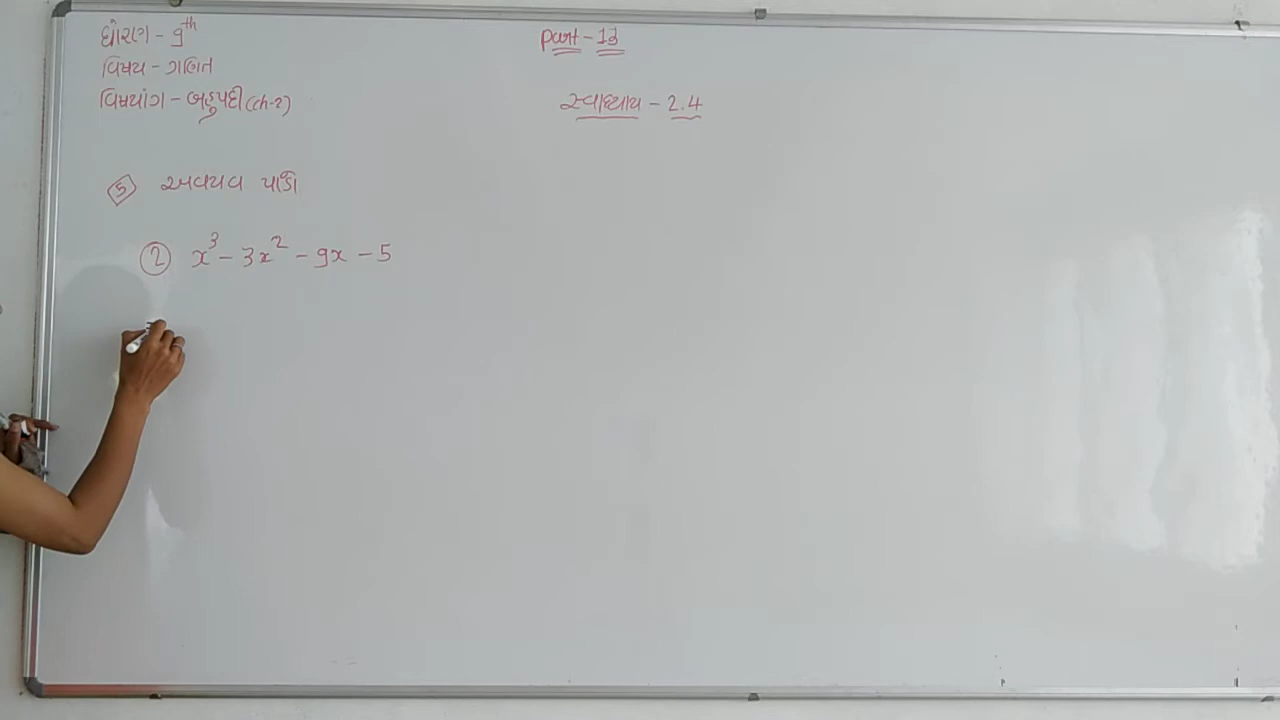 ધોરણ - 9th
વિષય - ગણિત
વિષયાંગ - બહુપદી (ch-2)
Part - 13
સ્વાધ્યાય - 2.4
5 અવયવ પાડો
2 x³ - 3x² - 9x - 5